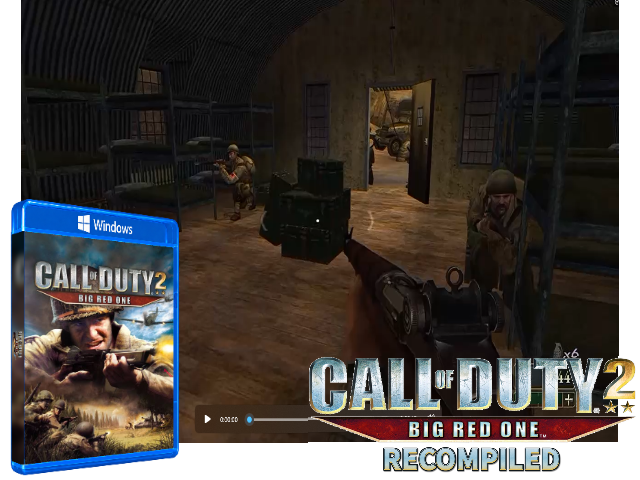 Windows
CALL OF DUTY 2
BIG RED ONE
x6
0:00:00
CALL OF DUTY 2
BIG RED ONE™
RECOMPILED